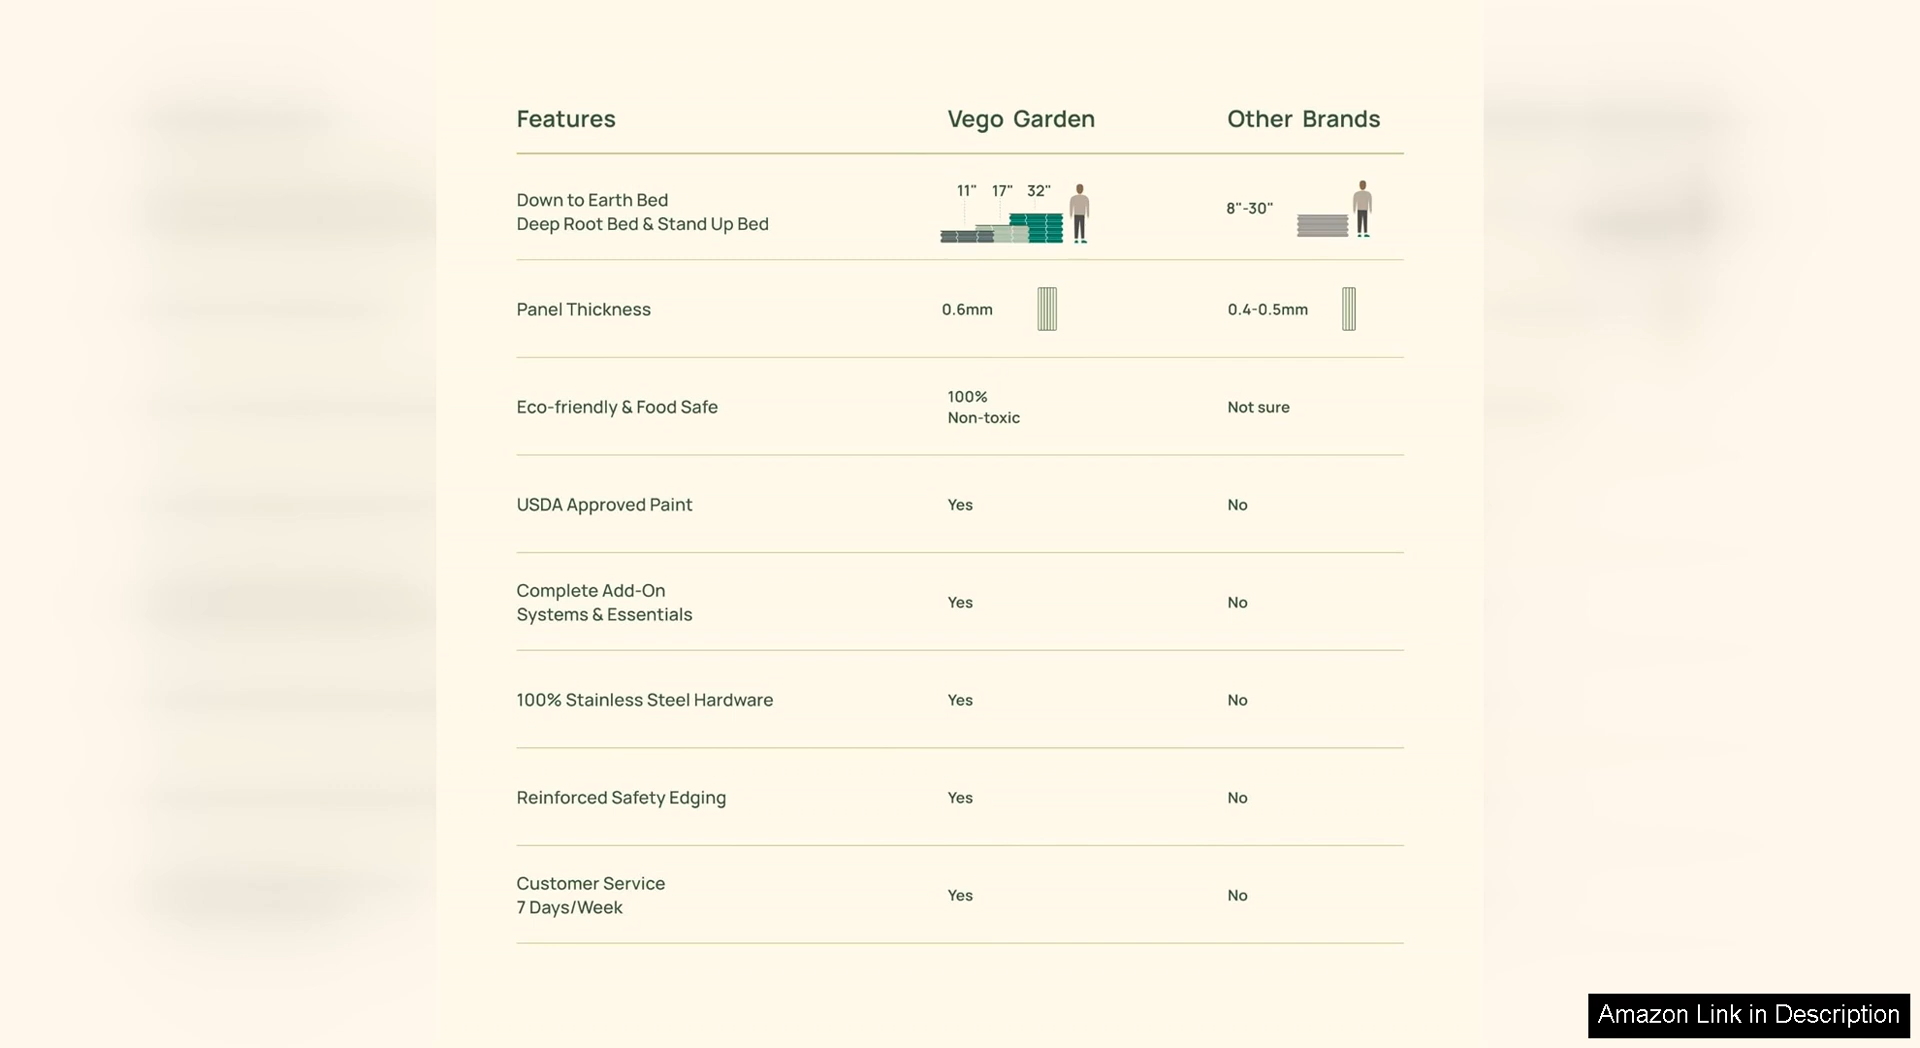 Features Vego Garden Other Brands
Down to Earth Bed
Deep Root Bed & Stand Up Bed
11" 17" 32"
8"-30"
Panel Thickness 0.6mm 0.4-0.5mm
Eco-friendly & Food Safe
100%
Non-toxic
Not sure
USDA Approved Paint Yes No
Complete Add-On
Systems & Essentials
Yes No
100% Stainless Steel Hardware Yes No
Reinforced Safety Edging Yes No
Customer Service
7 Days/Week
Yes No
Amazon Link in Description